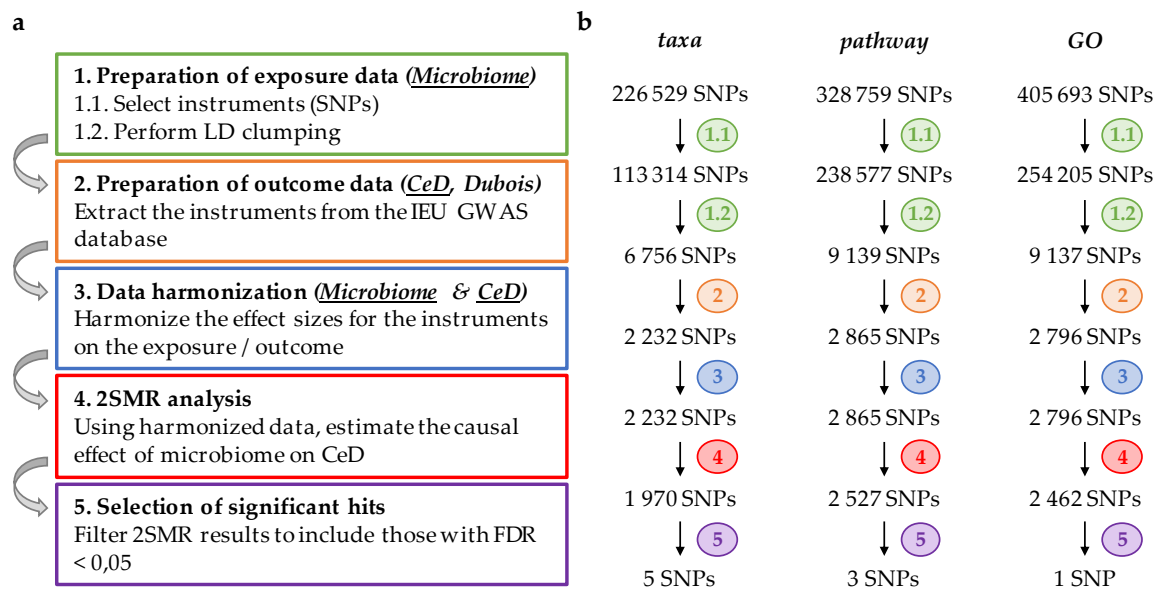 a
1. Preparation of exposure data (Microbiome)
1.1. Select instruments (SNPs)
1.2. Perform LD clumping
2. Preparation of outcome data (CeD, Dubois)
Extract the instruments from the IEU GWAS
database
3. Data harmonization (Microbiome & CeD)
Harmonize the effect sizes for the instruments
on the exposure / outcome
4. 2SMR analysis
Using harmonized data, estimate the causal
effect of microbiome on CeD
5. Selection of significant hits
Filter 2SMR results to include those with FDR
< 0,05
b
taxa pathway GO
226 529 SNPs 328 759 SNPs 405 693 SNPs
1.1 1.1 1.1
113 314 SNPs 238 577 SNPs 254 205 SNPs
1.2 1.2 1.2
6 756 SNPs 9 139 SNPs 9 137 SNPs
2 2 2
2 232 SNPs 2 865 SNPs 2 796 SNPs
3 3 3
2 232 SNPs 2 865 SNPs 2 796 SNPs
4 4 4
1 970 SNPs 2 527 SNPs 2 462 SNPs
5 5 5
5 SNPs 3 SNPs 1 SNP